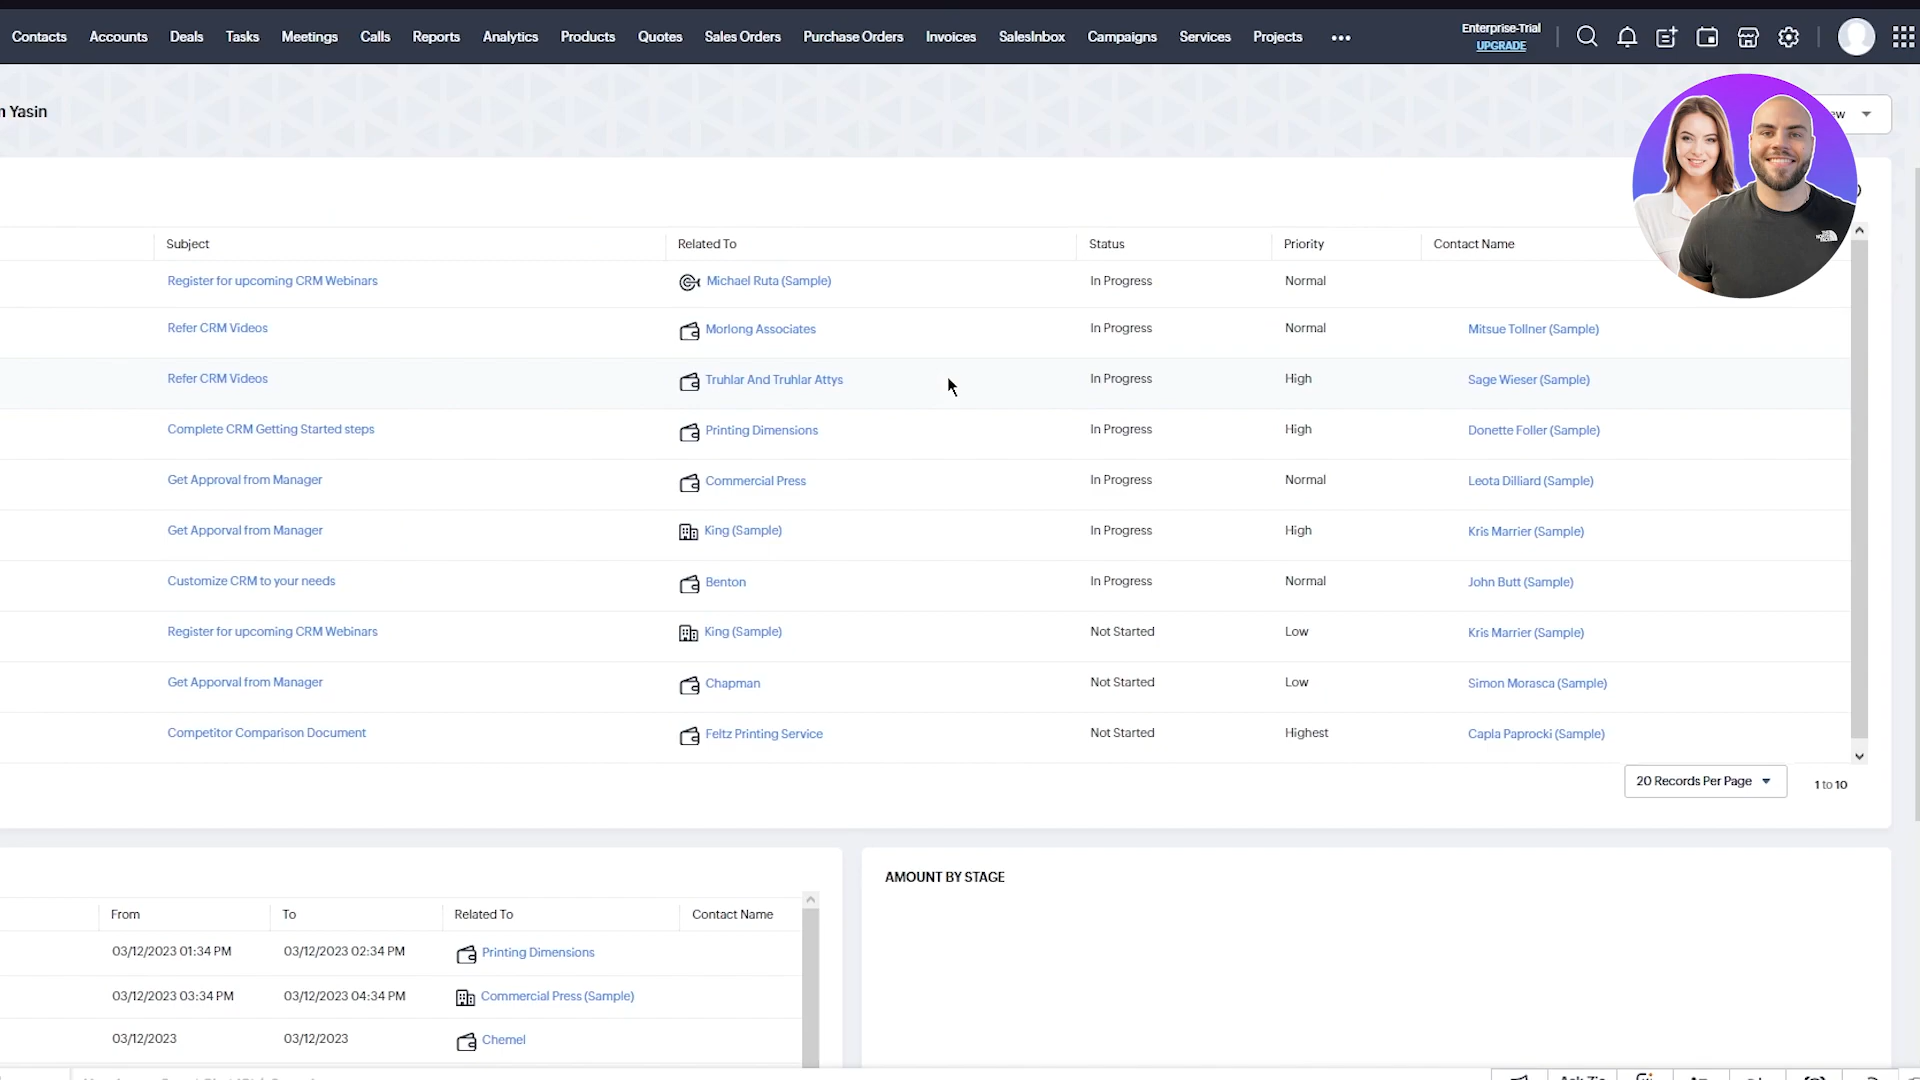 Contacts Accounts Deals Tasks Meetings Calls Reports Analytics Products Quotes Sales Orders Purchase Orders Invoices SalesInbox Campaigns Services Projects
Enterprise-Trial
UPGRADE
Yasin
THE NORTH FACE
Subject Related To Status Priority Contact Name
Register for upcoming CRM Webinars Michael Ruta (Sample) In Progress Normal
Refer CRM Videos Morlong Associates In Progress Normal Mitsue Tollner (Sample)
Refer CRM Videos Truhlar And Truhlar Attys In Progress High Sage Wieser (Sample)
Complete CRM Getting Started steps Printing Dimensions In Progress High Donette Foller (Sample)
Get Approval from Manager Commercial Press In Progress Normal Leota Dilliard (Sample)
Get Apporval from Manager King (Sample) In Progress High Kris Marrier (Sample)
Customize CRM to your needs Benton In Progress Normal John Butt (Sample)
Register for upcoming CRM Webinars King (Sample) Not Started Low Kris Marrier (Sample)
Get Apporval from Manager Chapman Not Started Low Simon Morasca (Sample)
Competitor Comparison Document Feltz Printing Service Not Started Highest Capla Paprocki (Sample)
20 Records Per Page 1 to 10
AMOUNT BY STAGE
From To Related To Contact Name
03/12/2023 01:34 PM 03/12/2023 02:34 PM Printing Dimensions
03/12/2023 03:34 PM 03/12/2023 04:34 PM Commercial Press (Sample)
03/12/2023 03/12/2023 Chemel